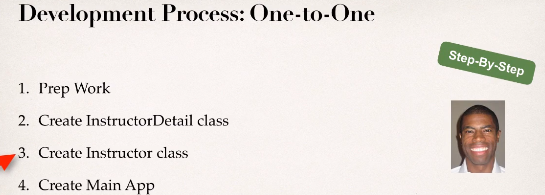 Development Process: One-to-One
Step-By-Step
1. Prep Work
2. Create InstructorDetail class
3. Create Instructor class
4. Create Main App